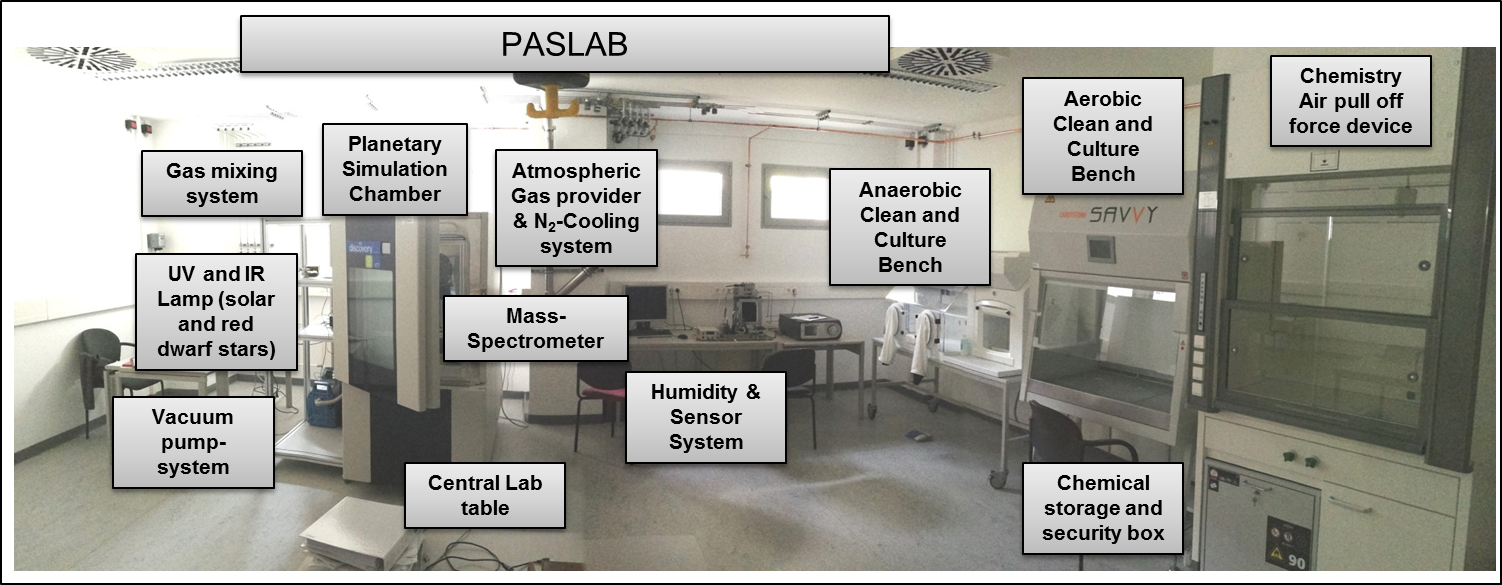 PASLAB
Gas mixing
system
Planetary
Simulation
Chamber
Atmospheric
Gas provider
& N₂-Cooling
system
Anaerobic
Clean and
Culture
Bench
Aerobic
Clean and
Culture
Bench
Chemistry
Air pull off
force device
UV and IR
Lamp (solar
and red
dwarf stars)
Mass-
Spectrometer
Vacuum
pump-
system
Humidity &
Sensor
System
Central Lab
table
Chemical
storage and
security box
discovery
SAVVY
90